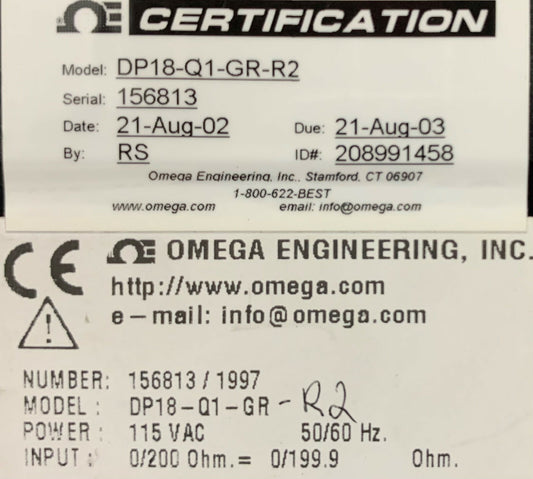 ΩE CERTIFICATION
Model: DP18-Q1-GR-R2
Serial: 156813
Date: 21-Aug-02 Due: 21-Aug-03
By: RS ID#: 208991458
Omega Engineering, Inc., Stamford, CT 06907
1-800-622-BEST
www.omega.com email: info@omega.com
CE ΩE OMEGA ENGINEERING, INC.
http://www.omega.com
e-mail: info@omega.com
NUMBER: 156813 / 1997
MODEL : DP18-Q1-GR-R2
POWER : 115 VAC 50/60 Hz.
INPUT : 0/200 Ohm.= 0/199.9 Ohm.